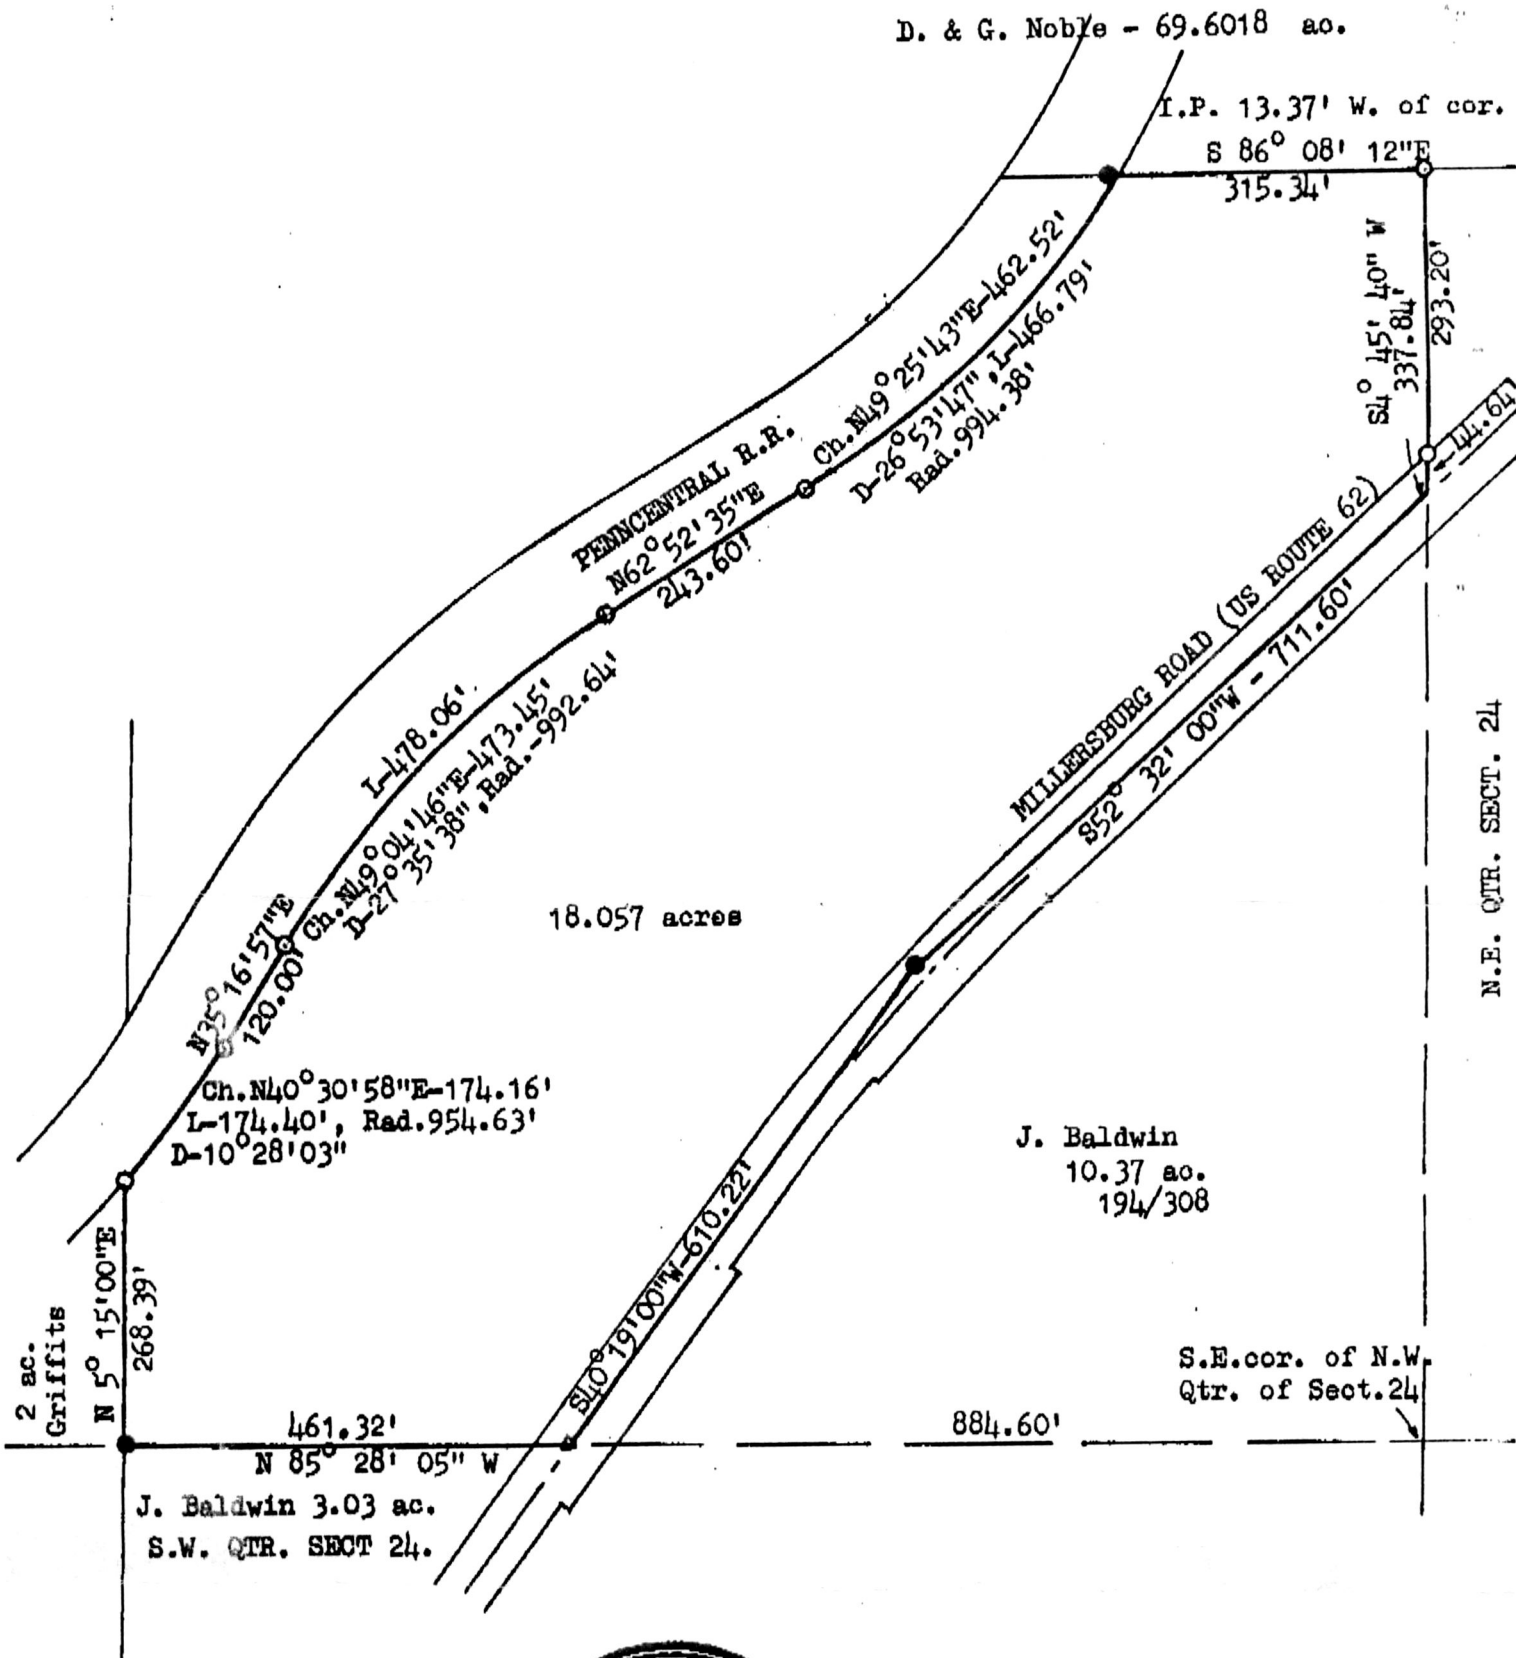 D. & G. Noble - 69.6018 ac.
I.P. 13.37' W. of cor.
S 86° 08' 12"E
315.34'
S4° 45' 40" W
337.84'
293.20'
44.64
Ch.N49°25'43"E-462.52'
D-26°53'47",L-466.79'
Rad.994.38'
PENNCENTRAL R.R.
N62°52'35"E
243.60'
MILLERSBURG ROAD (US ROUTE 62)
S52° 32' 00"W - 711.60'
L-478.06'
Ch.N49°04'46"E-473.45'
D-27°35'38",Rad.-992.64'
N.E. QTR. SECT. 24
18.057 acres
N35°16'57"E
120.00'
Ch.N40°30'58"E-174.16'
L-174.40', Rad.954.63'
D-10°28'03"
J. Baldwin
10.37 ac.
194/308
S40°19'00"W-610.22'
N 5° 15'00"E
268.39'
2 ac.
Griffits
S.E.cor. of N.W.
Qtr. of Sect.24
461.32'
N 85° 28' 05" W
884.60'
J. Baldwin 3.03 ac.
S.W. QTR. SECT 24.